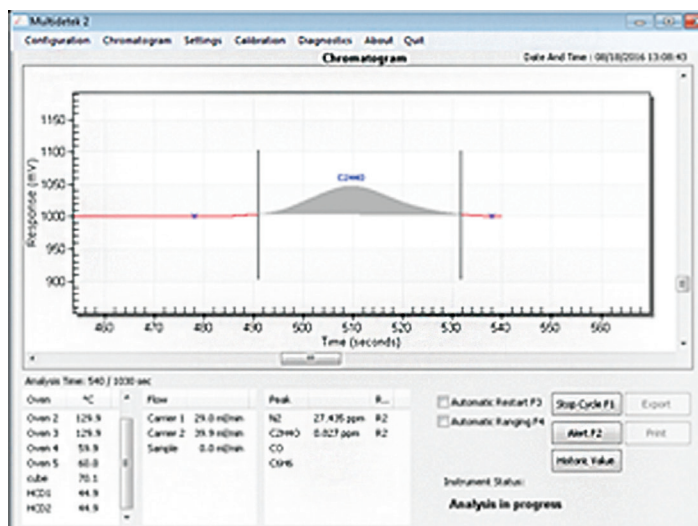 Multidetek 2
Configuration Chromatogram Settings Calibration Diagnostics About Quit
Chromatogram
Date And Time : 08/18/2016 13:08:43
C2H4O
1150
1100
1050
1000
950
900
Response (mV)
460 470 480 490 500 510 520 530 540 550 560
Time (seconds)
Analysis Time: 540 / 1030 sec
Oven °C
Oven 2 129.9
Oven 3 129.9
Oven 4 59.9
Oven 5 60.0
cube 70.1
HCD1 44.9
HCD2 44.9
Flow
Carrier 1 29.0 ml/min
Carrier 2 39.9 ml/min
Sample 0.0 ml/min
Peak R...
N2 27.435 ppm R2
C2H4O 0.027 ppm R2
CO
C6H6
Automatic Restart F3
Automatic Ranging F4
Stop Cycle F1
Export
Alert F2
Print
Historic Value
Instrument Status:
Analysis in progress